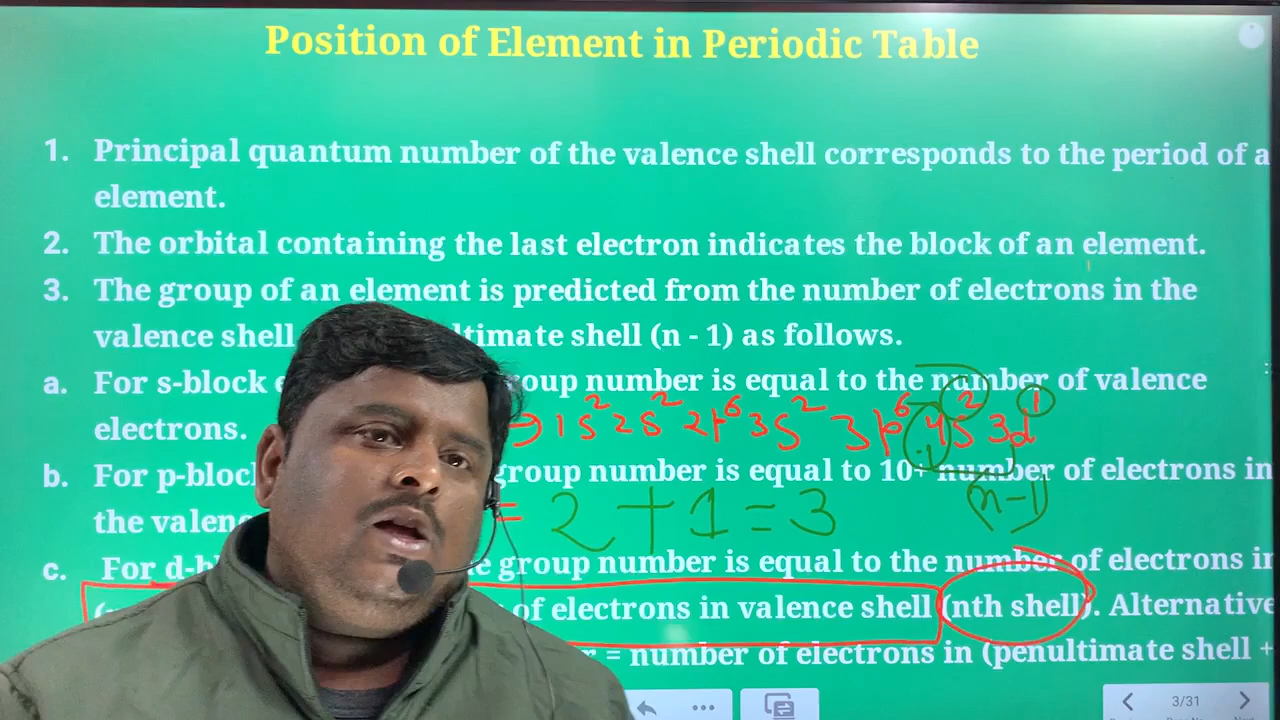 Position of Element in Periodic Table
1. Principal quantum number of the valence shell corresponds to the period of a
element.
2. The orbital containing the last electron indicates the block of an element.
3. The group of an element is predicted from the number of electrons in the
valence shell ultimate shell (n - 1) as follows.
a. For s-block group number is equal to the number of valence
electrons.
1s² 2s² 2p⁶ 3s² 3p⁶ 4s² 3d¹
b. For p-block group number is equal to 10+ number of electrons in
(n-1)
= 2 + 1 = 3
c. For d-bl group number is equal to the number of electrons in
of electrons in valence shell (nth shell). Alternative
= number of electrons in (penultimate shell +
3/31